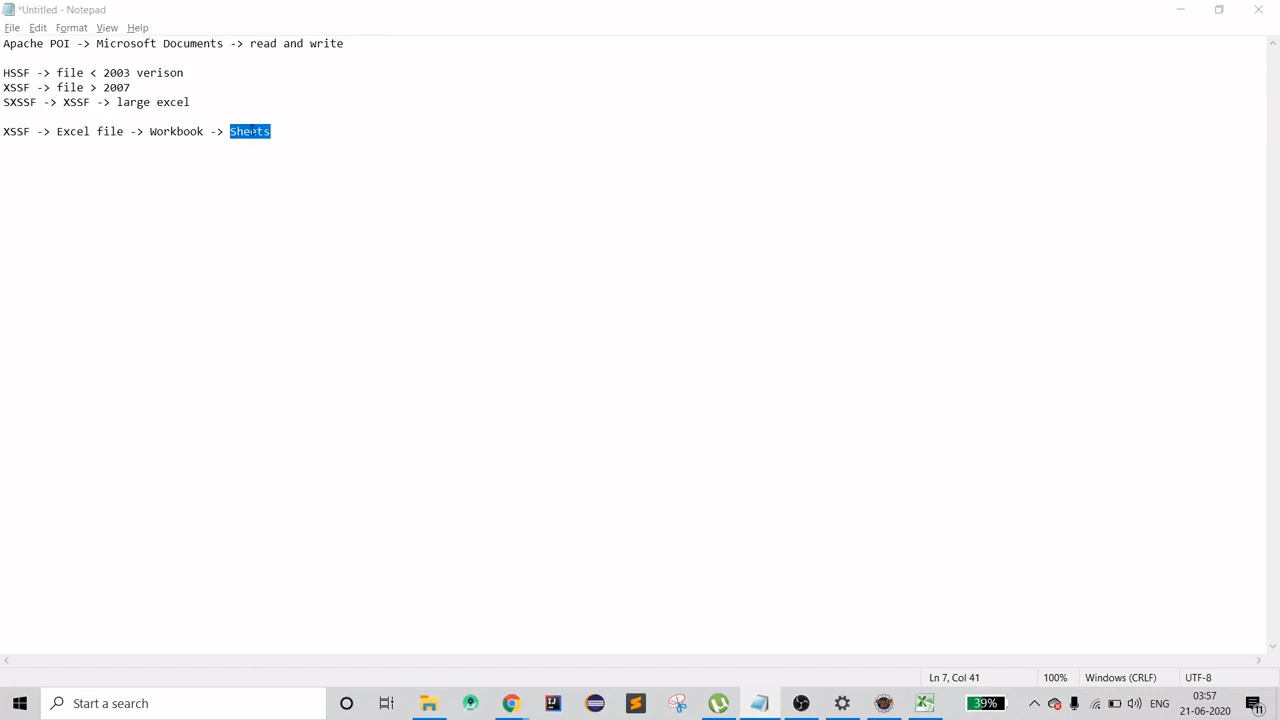 *Untitled - Notepad
File Edit Format View Help
Apache POI -> Microsoft Documents -> read and write
HSSF -> file < 2003 verison
XSSF -> file > 2007
SXSSF -> XSSF -> large excel
XSSF -> Excel file -> Workbook -> Sheets
Ln 7, Col 41 100% Windows (CRLF) UTF-8
Start a search 39% ENG 03:57
21-06-2020 11